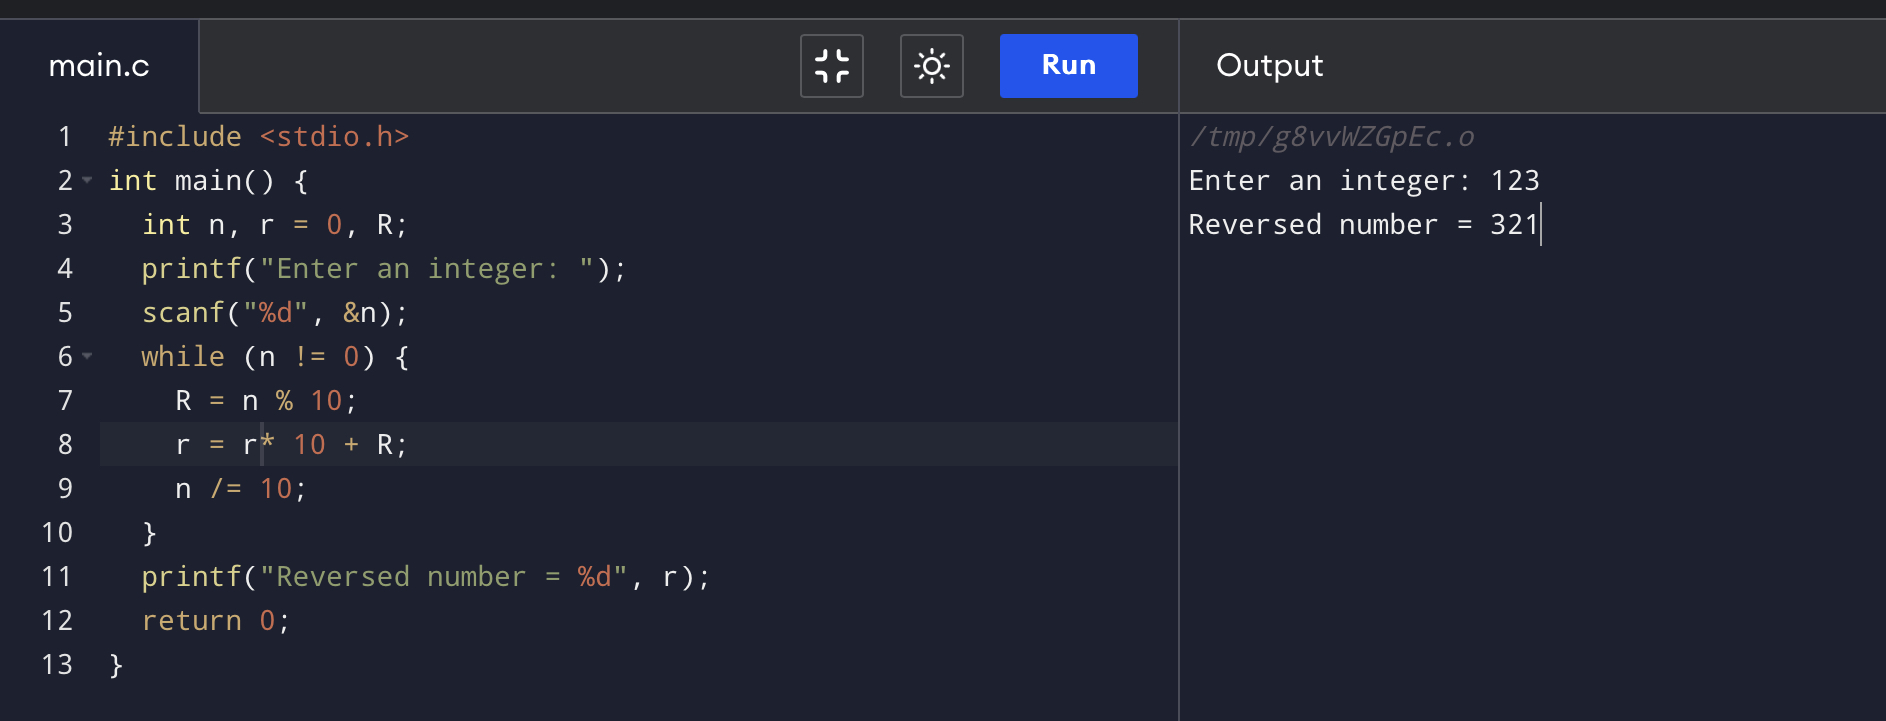 main.c
Run
Output
1 #include <stdio.h>
2 int main() {
3   int n, r = 0, R;
4   printf("Enter an integer: ");
5   scanf("%d", &n);
6   while (n != 0) {
7     R = n % 10;
8     r = r* 10 + R;
9     n /= 10;
10   }
11   printf("Reversed number = %d", r);
12   return 0;
13 }
/tmp/g8vvWZGpEc.o
Enter an integer: 123
Reversed number = 321